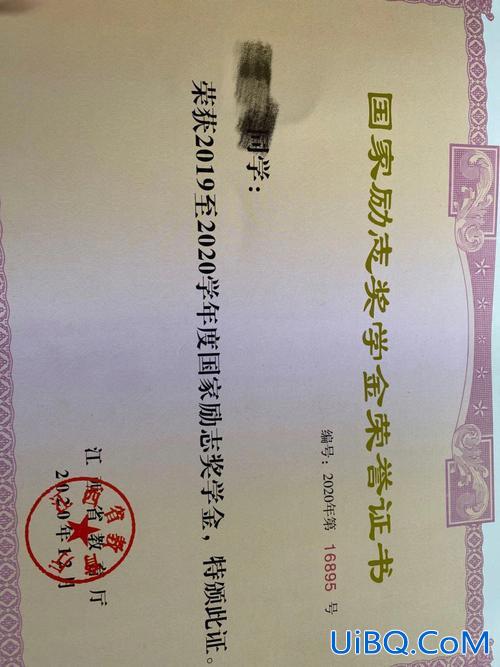 国家励志奖学金荣誉证书
编号：2020年第 16895 号
同学：
荣获2019至2020学年度国家励志奖学金，特颁此证。
江 省教育厅
2020年12月
UiBQ.CoM